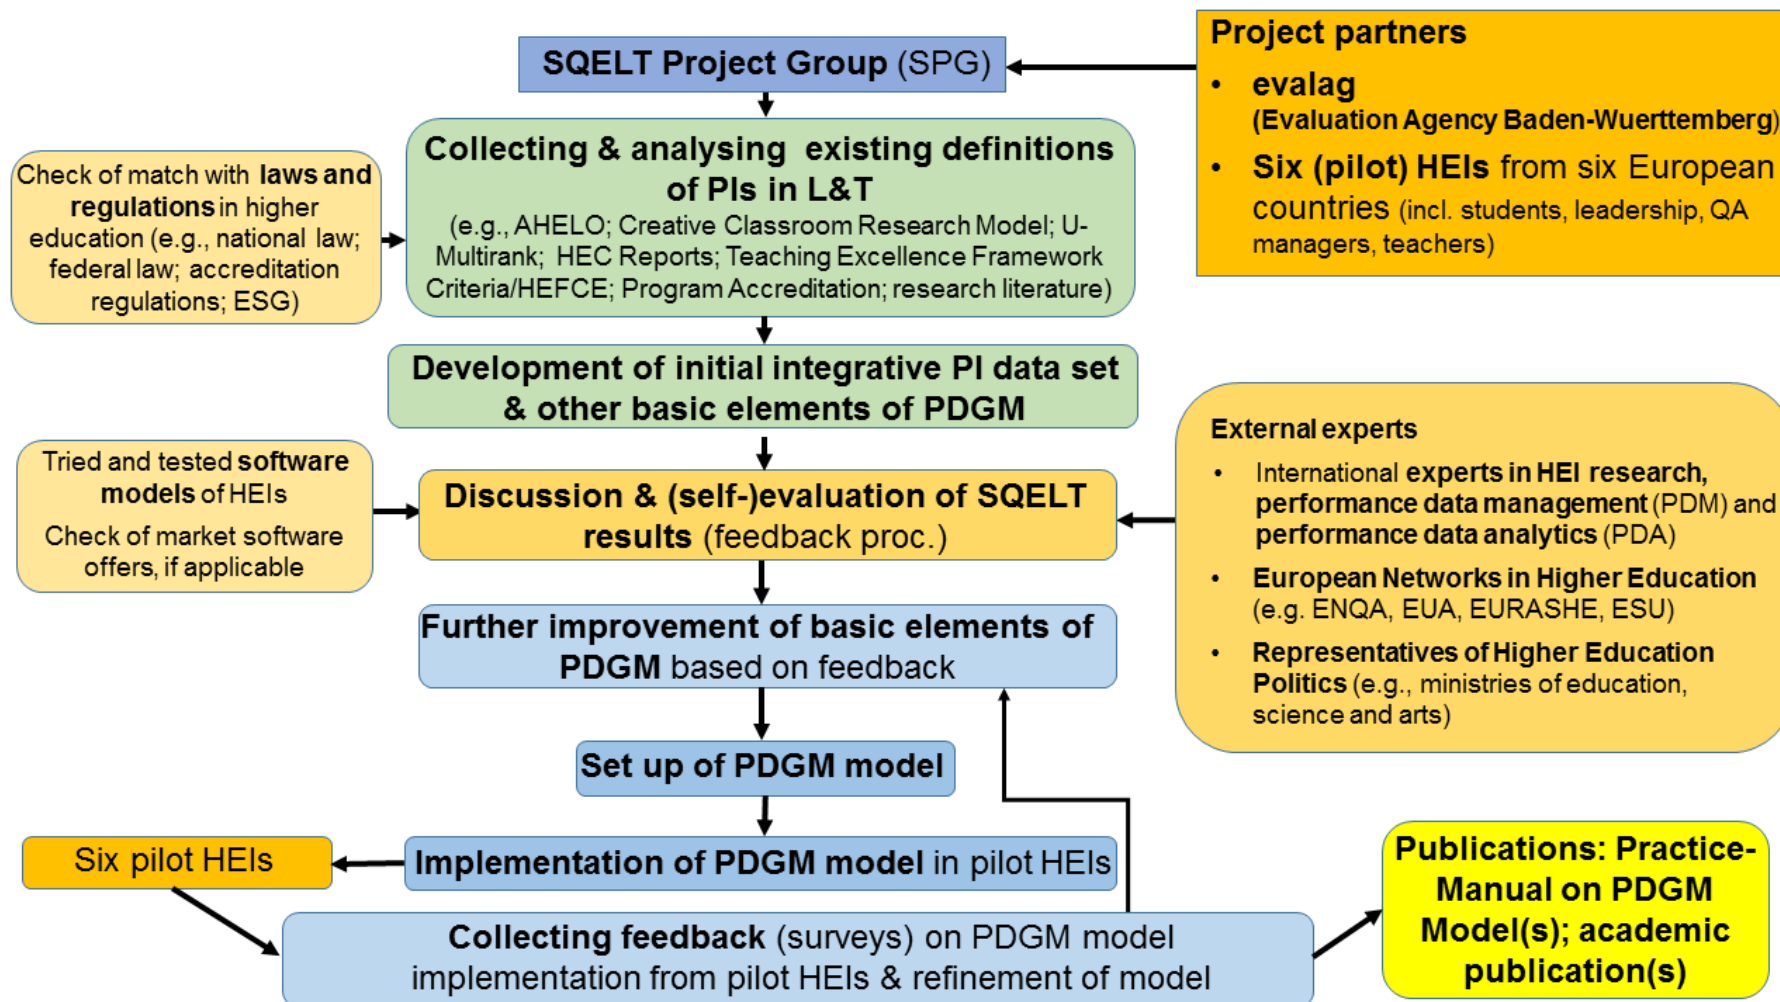 SQELT Project Group (SPG)
Project partners
• evalag
(Evaluation Agency Baden-Wuerttemberg)
• Six (pilot) HEIs from six European
countries (incl. students, leadership, QA
managers, teachers)
Collecting & analysing existing definitions
of PIs in L&T
(e.g., AHELO; Creative Classroom Research Model; U-
Multirank; HEC Reports; Teaching Excellence Framework
Criteria/HEFCE; Program Accreditation; research literature)
Check of match with laws and
regulations in higher
education (e.g., national law;
federal law; accreditation
regulations; ESG)
Development of initial integrative PI data set
& other basic elements of PDGM
Tried and tested software
models of HEIs
Check of market software
offers, if applicable
Discussion & (self-)evaluation of SQELT
results (feedback proc.)
External experts
• International experts in HEI research,
performance data management (PDM) and
performance data analytics (PDA)
• European Networks in Higher Education
(e.g. ENQA, EUA, EURASHE, ESU)
• Representatives of Higher Education
Politics (e.g., ministries of education,
science and arts)
Further improvement of basic elements of
PDGM based on feedback
Set up of PDGM model
Six pilot HEIs
Implementation of PDGM model in pilot HEIs
Collecting feedback (surveys) on PDGM model
implementation from pilot HEIs & refinement of model
Publications: Practice-
Manual on PDGM
Model(s); academic
publication(s)